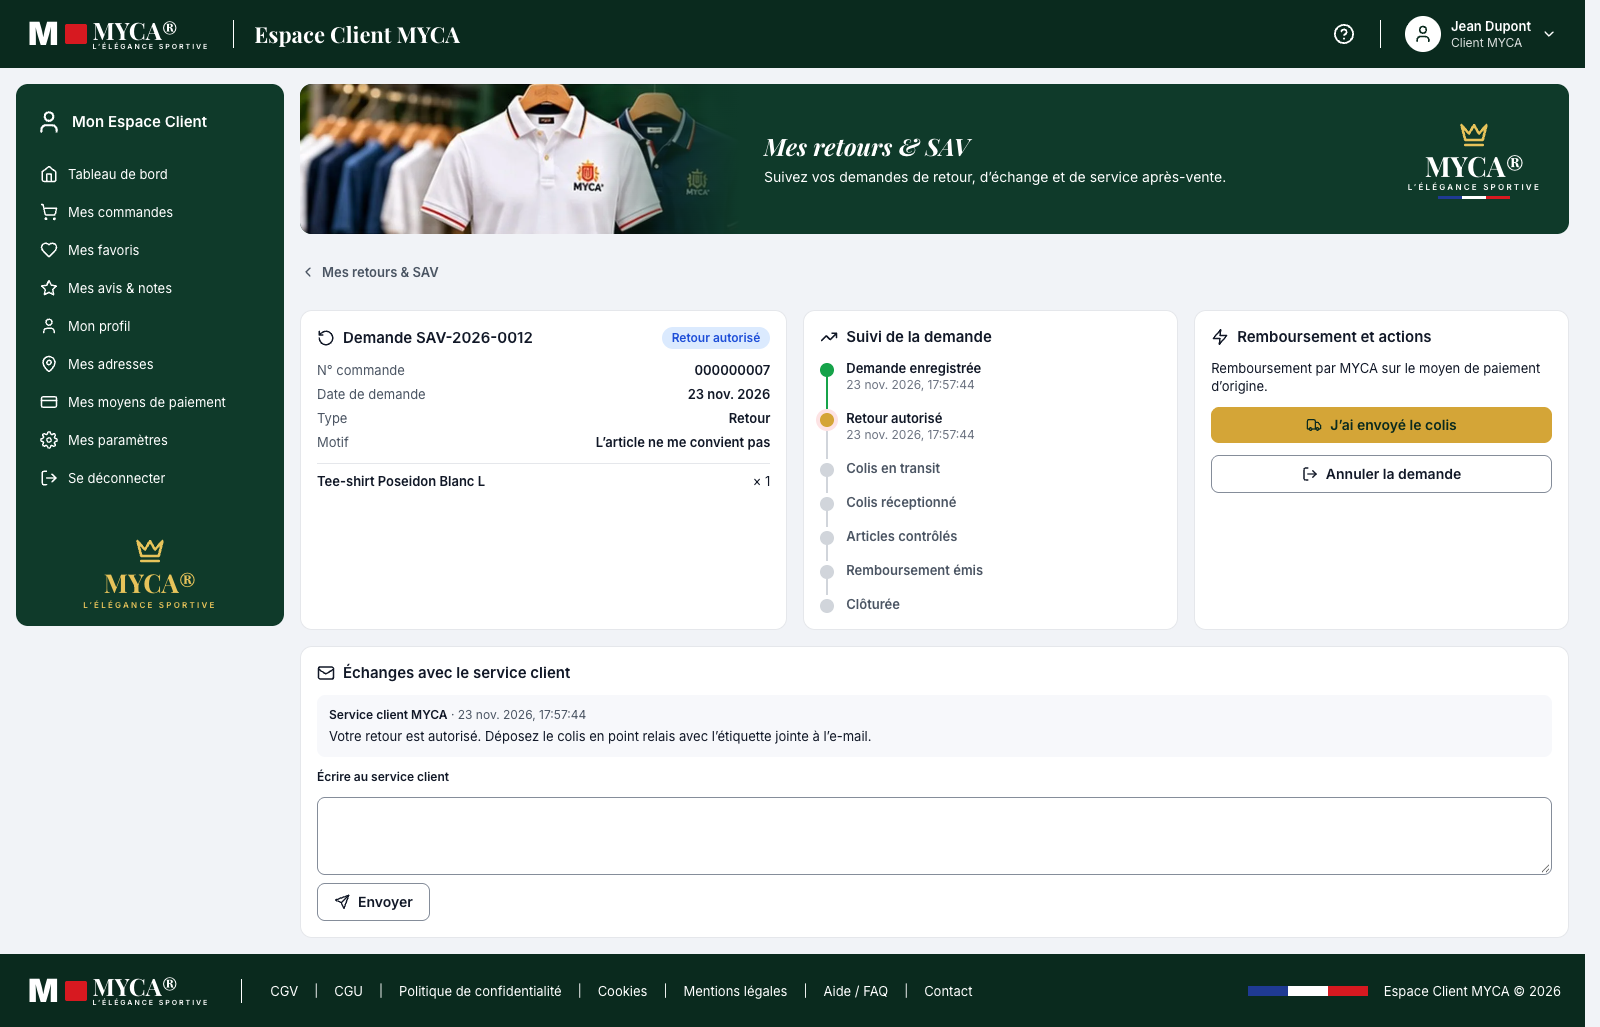 M MYCA®
L'ÉLÉGANCE SPORTIVE
Espace Client MYCA
Jean Dupont
Client MYCA
Mon Espace Client
Tableau de bord
Mes commandes
Mes favoris
Mes avis & notes
Mon profil
Mes adresses
Mes moyens de paiement
Mes paramètres
Se déconnecter
MYCA®
L'ÉLÉGANCE SPORTIVE
MYCA
MYCA
Mes retours & SAV
Suivez vos demandes de retour, d’échange et de service après-vente.
MYCA®
L'ÉLÉGANCE SPORTIVE
Mes retours & SAV
Demande SAV-2026-0012
Retour autorisé
N° commande 000000007
Date de demande 23 nov. 2026
Type Retour
Motif L’article ne me convient pas
Tee-shirt Poseidon Blanc L × 1
Suivi de la demande
Demande enregistrée
23 nov. 2026, 17:57:44
Retour autorisé
23 nov. 2026, 17:57:44
Colis en transit
Colis réceptionné
Articles contrôlés
Remboursement émis
Clôturée
Remboursement et actions
Remboursement par MYCA sur le moyen de paiement
d’origine.
J’ai envoyé le colis
Annuler la demande
Échanges avec le service client
Service client MYCA · 23 nov. 2026, 17:57:44
Votre retour est autorisé. Déposez le colis en point relais avec l’étiquette jointe à l’e-mail.
Écrire au service client
Envoyer
M MYCA®
L'ÉLÉGANCE SPORTIVE
CGV | CGU | Politique de confidentialité | Cookies | Mentions légales | Aide / FAQ | Contact
Espace Client MYCA © 2026